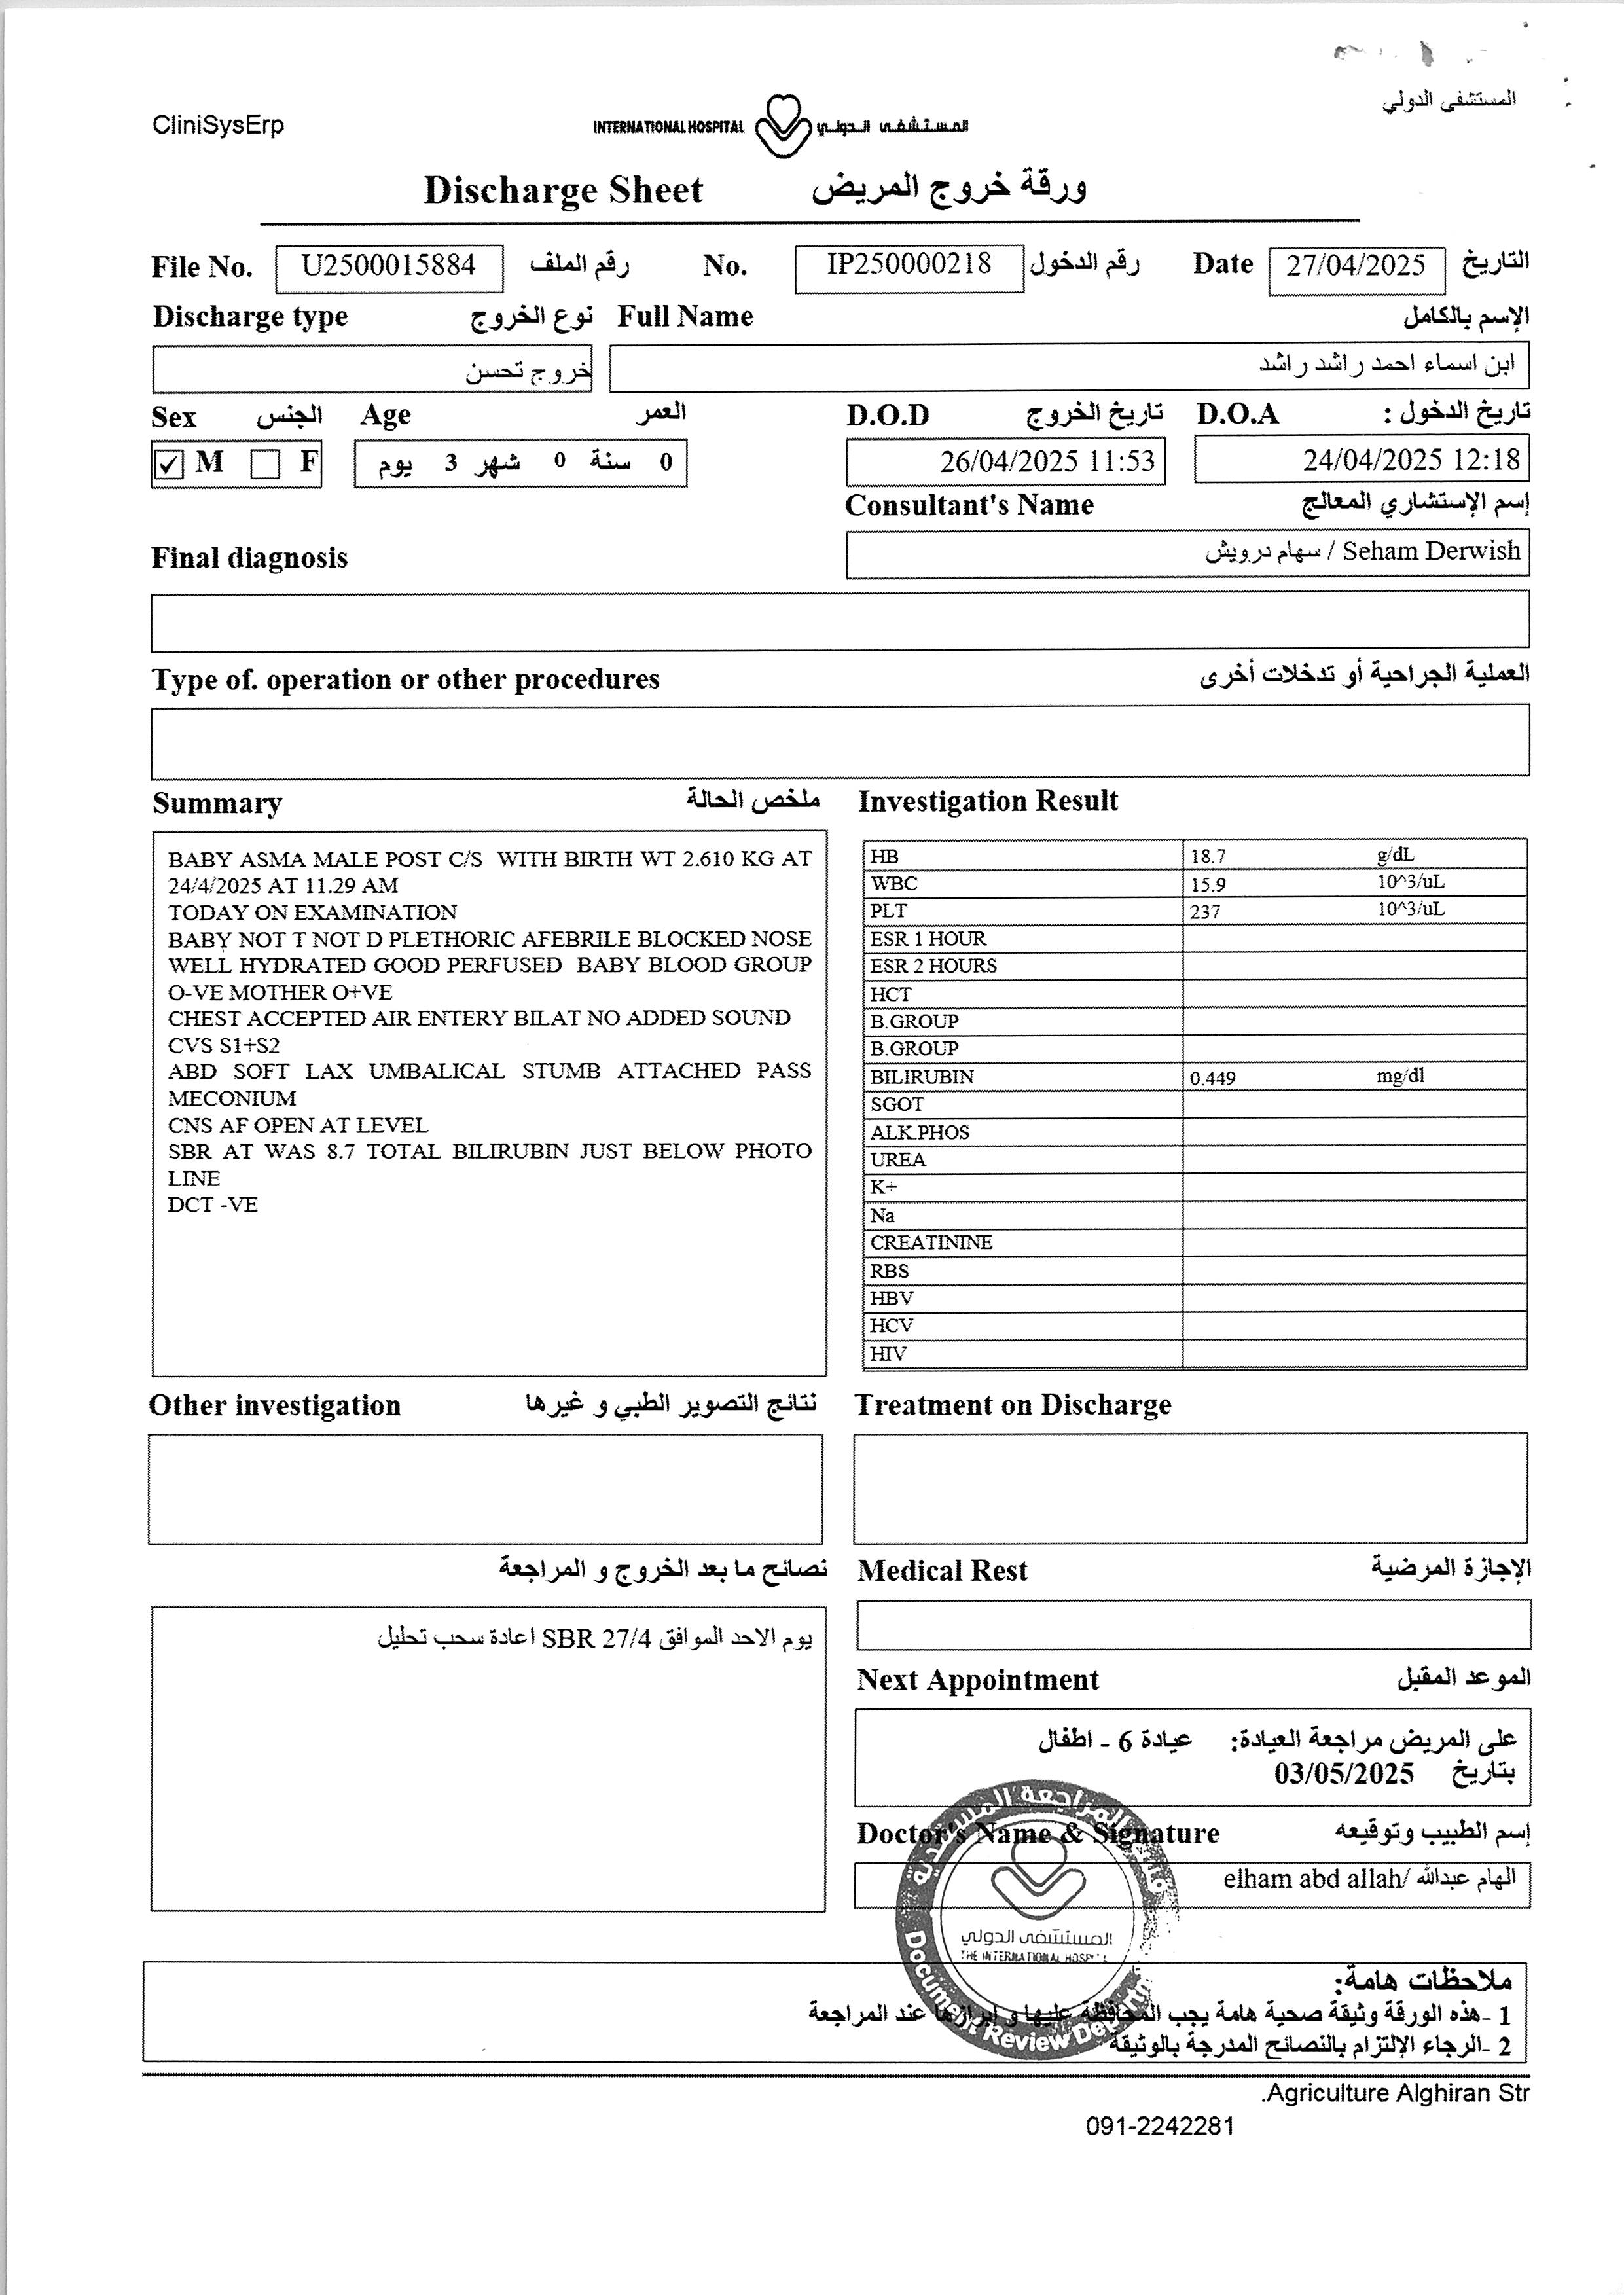 المستشفى الدولي
CliniSysErp
INTERNATIONAL HOSPITAL المستشفى الدولي
Discharge Sheet ورقة خروج المريض
File No. U2500015884 رقم الملف No. IP250000218 رقم الدخول Date 27/04/2025 التاريخ
Discharge type نوع الخروج Full Name الإسم بالكامل
خروج تحسن ابن اسماء احمد راشد راشد
Sex الجنس Age العمر D.O.D تاريخ الخروج D.O.A تاريخ الدخول :
✓ M F 0 سنة 0 شهر 3 يوم 26/04/2025 11:53 24/04/2025 12:18
Consultant's Name إسم الإستشاري المعالج
سهام درويش / Seham Derwish
Final diagnosis
Type of. operation or other procedures العملية الجراحية أو تدخلات أخرى
Summary ملخص الحالة
BABY ASMA MALE POST C/S WITH BIRTH WT 2.610 KG AT
24/4/2025 AT 11.29 AM
TODAY ON EXAMINATION
BABY NOT T NOT D PLETHORIC AFEBRILE BLOCKED NOSE
WELL HYDRATED GOOD PERFUSED BABY BLOOD GROUP
O-VE MOTHER O+VE
CHEST ACCEPTED AIR ENTERY BILAT NO ADDED SOUND
CVS S1+S2
ABD SOFT LAX UMBALICAL STUMB ATTACHED PASS
MECONIUM
CNS AF OPEN AT LEVEL
SBR AT WAS 8.7 TOTAL BILIRUBIN JUST BELOW PHOTO
LINE
DCT -VE
Investigation Result
HB 18.7 g/dL
WBC 15.9 10^3/uL
PLT 237 10^3/uL
ESR 1 HOUR
ESR 2 HOURS
HCT
B.GROUP
B.GROUP
BILIRUBIN 0.449 mg/dl
SGOT
ALK.PHOS
UREA
K+
Na
CREATININE
RBS
HBV
HCV
HIV
Other investigation نتائج التصوير الطبي و غيرها
Treatment on Discharge
نصائح ما بعد الخروج و المراجعة
يوم الاحد الموافق 27/4 SBR اعادة سحب تحليل
Medical Rest الإجازة المرضية
Next Appointment الموعد المقبل
على المريض مراجعة العيادة: عيادة 6 - اطفال
بتاريخ 03/05/2025
Doctor's Name & Signature إسم الطبيب وتوقيعه
الهام عبدالله /elham abd allah
المراجعة المستندية
المستشفى الدولي
THE INTERNATIONAL HOSPITAL
Document Review Depart
ملاحظات هامة:
1 -هذه الورقة وثيقة صحية هامة يجب المحافظة عليها و إبرازها عند المراجعة
2 -الرجاء الإلتزام بالنصائح المدرجة بالوثيقة
.Agriculture Alghiran Str
091-2242281